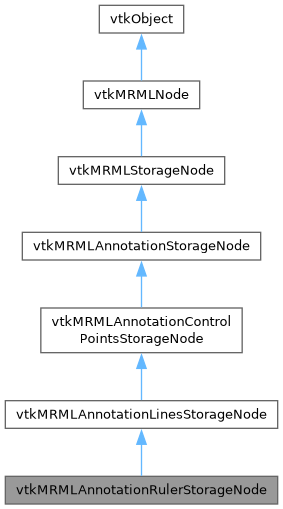 vtkObject
vtkMRMLNode
vtkMRMLStorageNode
vtkMRMLAnnotationStorageNode
vtkMRMLAnnotationControl
PointsStorageNode
vtkMRMLAnnotationLinesStorageNode
vtkMRMLAnnotationRulerStorageNode